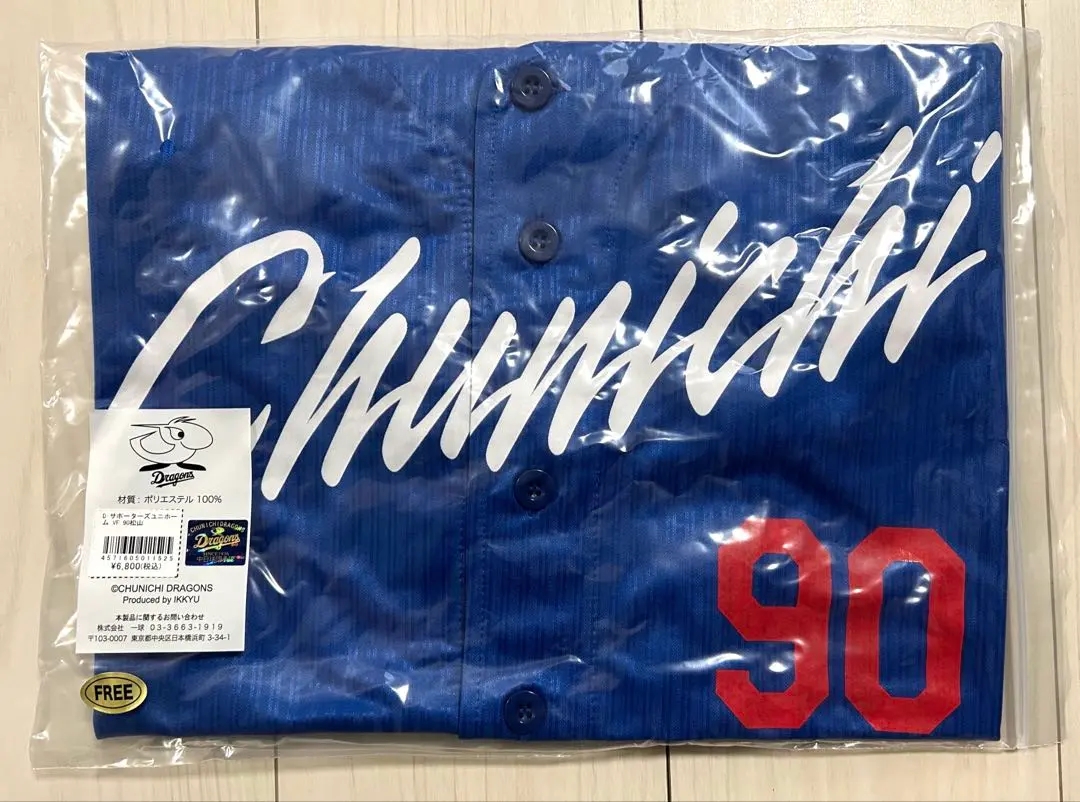 Chunichi
90
Dragons
材質：ポリエステル 100%
D サポーターズユニホー
ム VF 90松山
4571605011525
¥6,800(税込)
CHUNICHI DRAGONS
Dragons
©CHUNICHI DRAGONS
Produced by IKKYU
本製品に関するお問い合わせ
株式会社 一球 03-3663-1919
〒103-0007 東京都中央区日本橋浜町 3-34-1
FREE